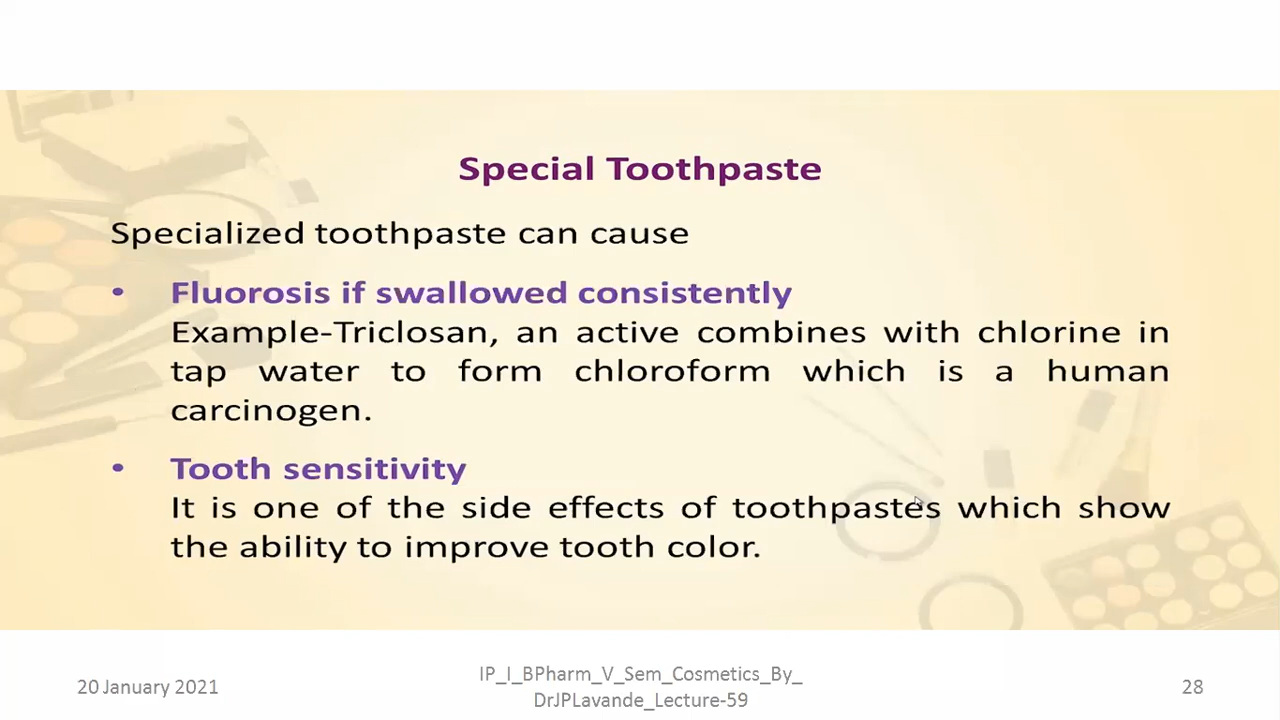 Special Toothpaste
Specialized toothpaste can cause
• Fluorosis if swallowed consistently
Example-Triclosan, an active combines with chlorine in
tap water to form chloroform which is a human
carcinogen.
• Tooth sensitivity
It is one of the side effects of toothpastes which show
the ability to improve tooth color.
20 January 2021
IP_I_BPharm_V_Sem_Cosmetics_By_
DrJPLavande_Lecture-59
28